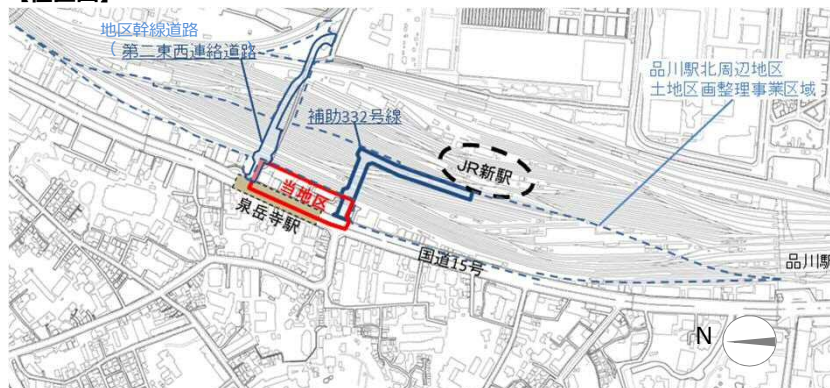 【位置図】
地区幹線道路
( 第二東西連絡道路
品川駅北周辺地区
土地区画整理事業区域
補助332号線
JR新駅
当地区
泉岳寺駅
国道15号
品川駅
N